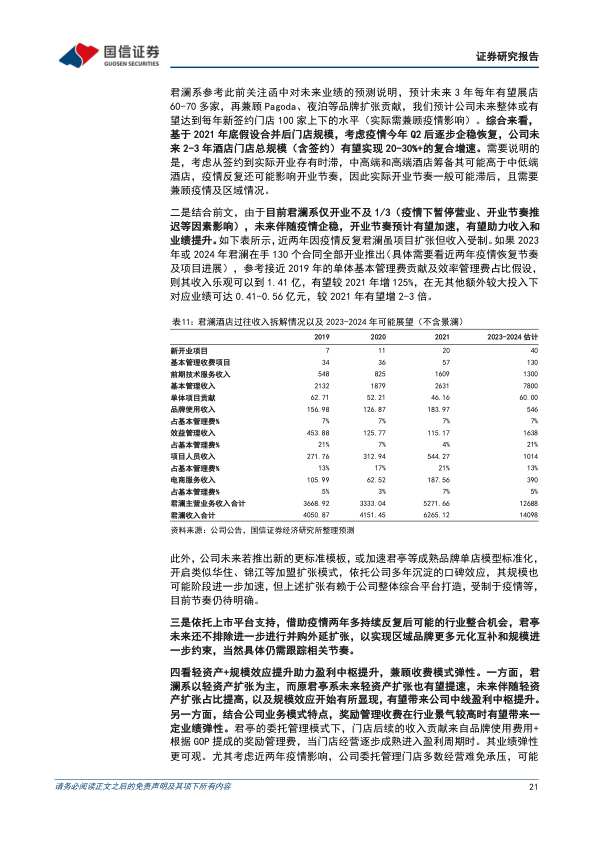 国信证券
GUOSEN SECURITIES
证券研究报告
君澜系参考此前关注函中对未来业绩的预测说明，预计未来 3 年每年有望展店
60-70 多家，再兼顾 Pagoda、夜泊等品牌扩张贡献，我们预计公司未来整体或有
望达到每年新签约门店 100 家上下的水平（实际需兼顾疫情影响）。综合来看，
基于 2021 年底假设合并后门店规模，考虑疫情今年 Q2 后逐步企稳恢复，公司未
来 2-3 年酒店门店总规模（含签约）有望实现 20-30%+的复合增速。需要说明的
是，考虑从签约到实际开业存有时滞，中高端和高端酒店筹备其可能高于中低端
酒店，疫情反复还可能影响开业节奏，因此实际开业节奏一般可能滞后，且需要
兼顾疫情及区域情况。
二是结合前文，由于目前君澜系仅开业不及 1/3（疫情下暂停营业、开业节奏推
迟等因素影响），未来伴随疫情企稳，开业节奏预计有望加速，有望助力收入和
业绩提升。如下表所示，近两年因疫情反复君澜虽项目扩张但收入受制。如果 2023
年或 2024 年君澜在手 130 个合同全部开业推出（具体需要看近两年疫情恢复节奏
及项目进展），参考接近 2019 年的单体基本管理费贡献及效率管理费占比假设，
则其收入乐观可以到 1.41 亿，有望较 2021 年增 125%，在无其他额外较大投入下
对应业绩可达 0.41-0.56 亿元，较 2021 年有望增 2-3 倍。
表11：君澜酒店过往收入拆解情况以及 2023-2024 年可能展望（不含景澜）
2019 2020 2021 2023-2024 估计
新开业项目 7 11 20 40
基本管理收费项目 34 36 57 130
前期技术服务收入 548 825 1609 1300
基本管理收入 2132 1879 2631 7800
单体项目贡献 62.71 52.21 46.16 60.00
品牌使用收入 156.98 126.87 183.97 546
占基本管理费% 7% 7% 7% 7%
效益管理收入 453.88 125.77 115.17 1638
占基本管理费% 21% 7% 4% 21%
项目人员收入 271.76 312.94 544.27 1014
占基本管理费% 13% 17% 21% 13%
电商服务收入 105.99 62.52 187.56 390
占基本管理费% 5% 3% 7% 5%
君澜主营业务收入合计 3668.92 3333.04 5271.66 12688
君澜收入合计 4050.87 4151.45 6265.12 14098
资料来源：公司公告，国信证券经济研究所整理预测
此外，公司未来若推出新的更标准模板，或加速君亭等成熟品牌单店模型标准化，
开启类似华住、锦江等加盟扩张模式，依托公司多年沉淀的口碑效应，其规模也
可能阶段进一步加速，但上述扩张有赖于公司整体综合平台打造，受制于疫情等，
目前节奏仍待明确。
三是依托上市平台支持，借助疫情两年多持续反复后可能的行业整合机会，君亭
未来还不排除进一步进行并购外延扩张，以实现区域品牌更多元化互补和规模进
一步约束，当然具体仍需跟踪相关节奏。
四看轻资产+规模效应提升助力盈利中枢提升，兼顾收费模式弹性。一方面，君
澜系以轻资产扩张为主，而原君亭系未来轻资产扩张也有望提速，未来伴随轻资
产扩张占比提高，以及规模效应开始有所显现，有望带来公司中线盈利中枢提升。
另一方面，结合公司业务模式特点，奖励管理收费在行业景气较高时有望带来一
定业绩弹性。君亭的委托管理模式下，门店后续的收入贡献来自品牌使用费用+
根据 GOP 提成的奖励管理费，当门店经营逐步成熟进入盈利周期时。其业绩弹性
更可观。尤其考虑近两年疫情影响，公司委托管理门店多数经营难免承压，可能
请务必阅读正文之后的免责声明及其项下所有内容
21